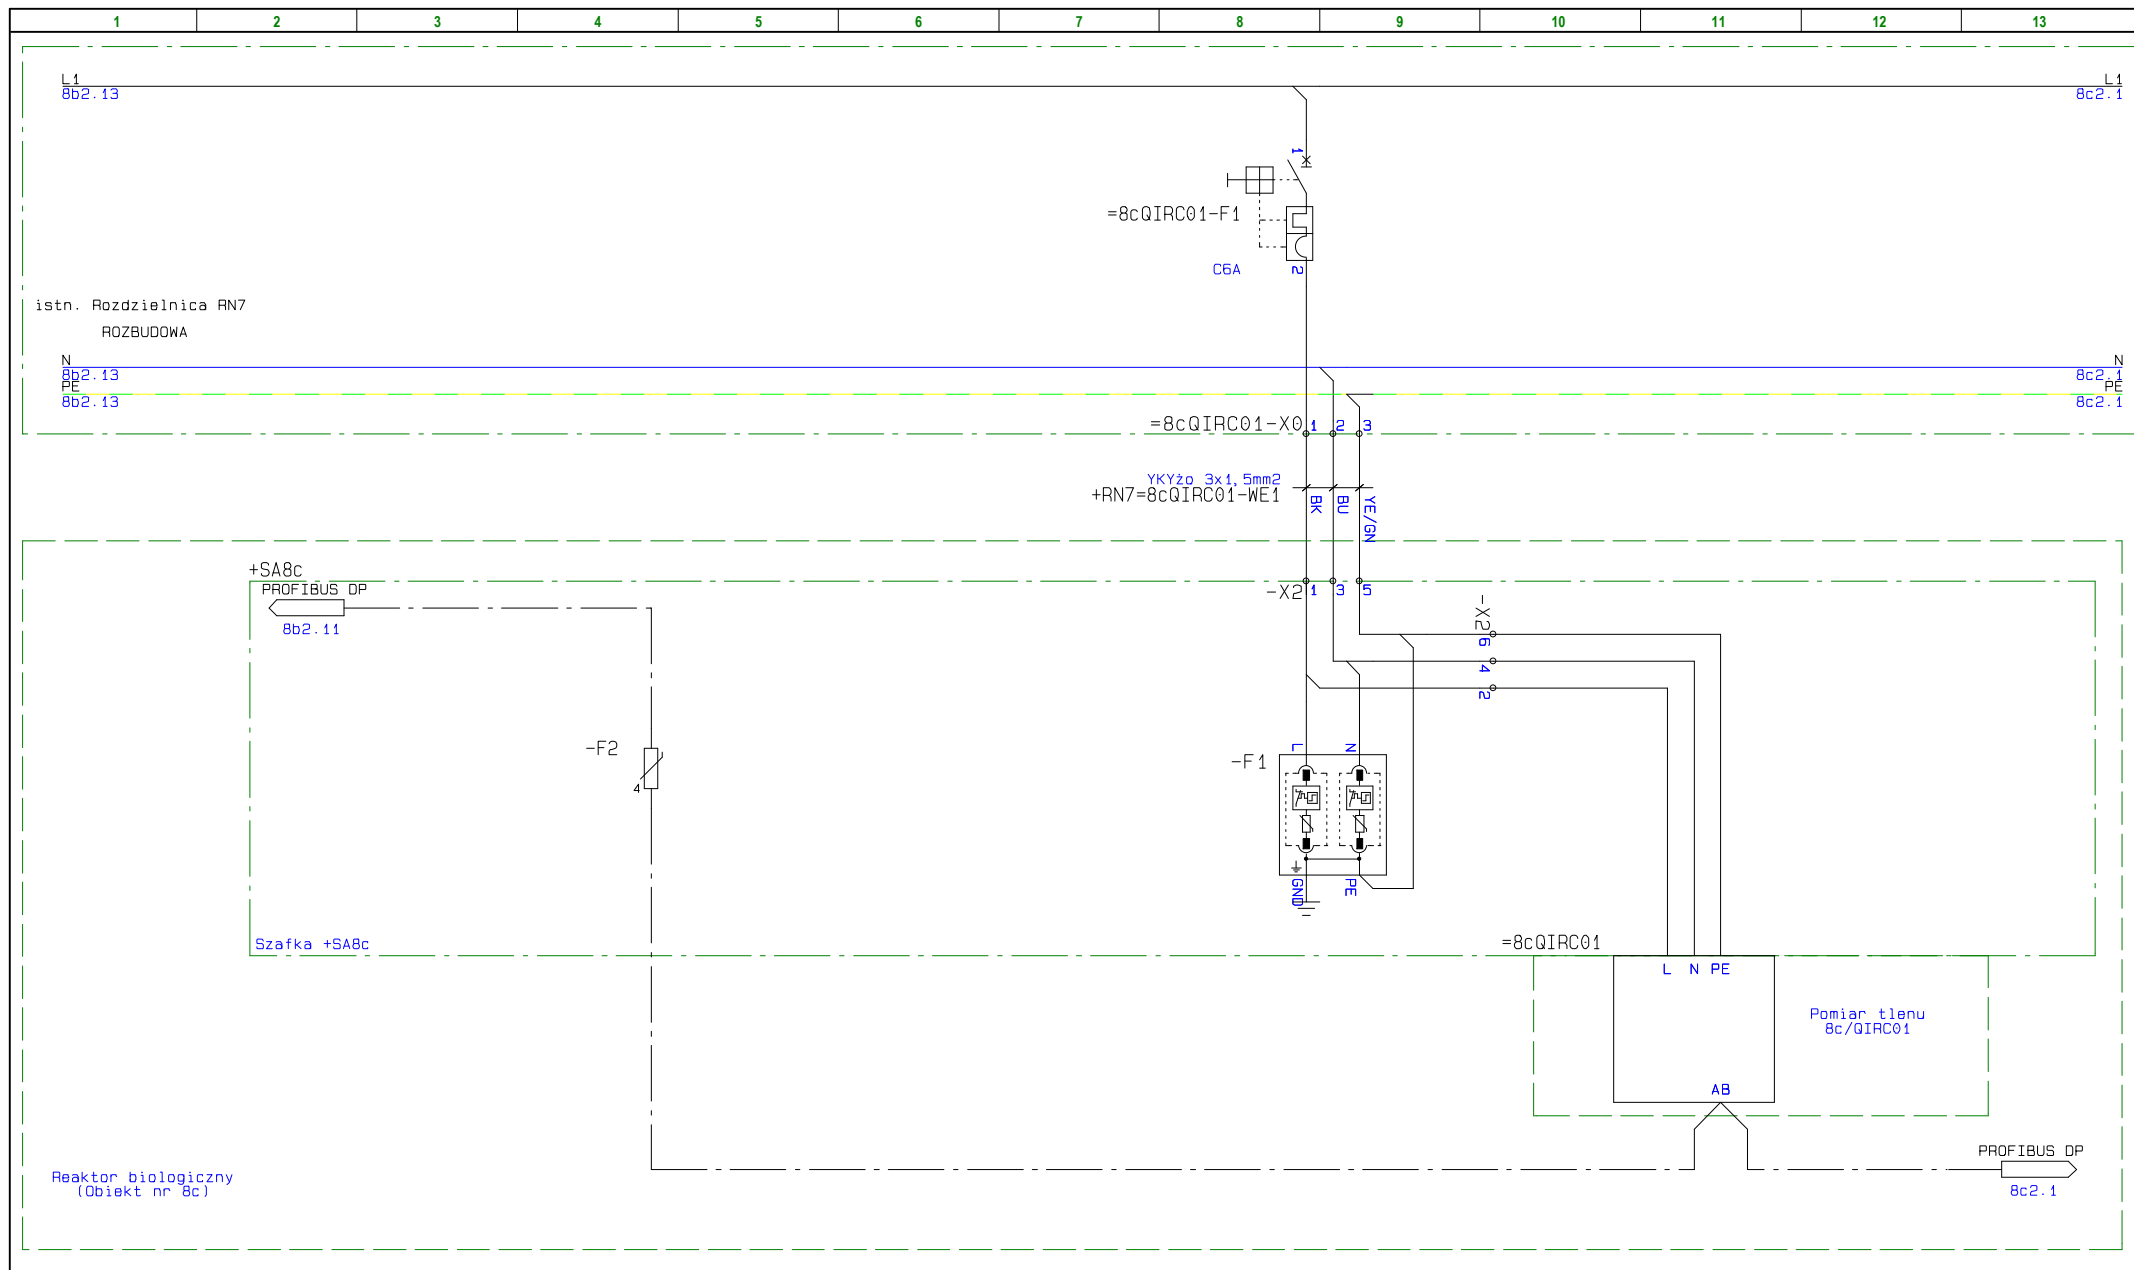 1 2 3 4 5 6 7 8 9 10 11 12 13
L1 L1
8b2.13 8c2.1
1
=8cQIRC01-F1
C6A 2
istn. Rozdzielnica RN7
ROZBUDOWA
N N
8b2.13 8c2.1
PE PE
8b2.13 8c2.1
=8cQIRC01-X0 1 2 3
YKYżo 3x1,5mm2
+RN7=8cQIRC01-WE1
BK BU YE/GN
+SA8c
PROFIBUS DP
8b2.11
-X2 1 3 5
-X2
6
4
2
-F2
4
-F1
L N
GND PE
Szafka +SA8c
=8cQIRC01
L N PE
Pomiar tlenu
8c/QIRC01
AB
PROFIBUS DP
8c2.1
Reaktor biologiczny
(Obiekt nr 8c)